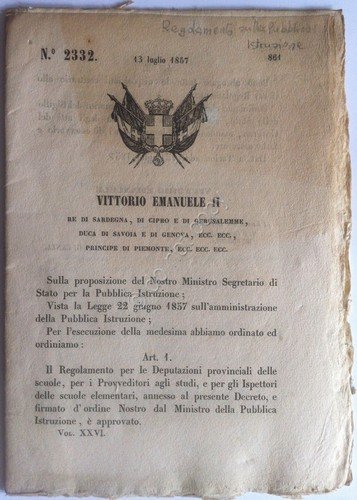 Regolamento sulla Pubblica
Istruzione
N.º 2332.
13 luglio 1857
861
VITTORIO EMANUELE II
RE DI SARDEGNA, DI CIPRO E DI GERUSALEMME,
DUCA DI SAVOIA E DI GENOVA, ECC. ECC.,
PRINCIPE DI PIEMONTE, ECC. ECC. ECC.
Sulla proposizione del Nostro Ministro Segretario di
Stato per la Pubblica Istruzione;
Vista la Legge 22 giugno 1857 sull'amministrazione
della Pubblica Istruzione;
Per l'esecuzione della medesima abbiamo ordinato ed
ordiniamo:
Art. 1.
Il Regolamento per le Deputazioni provinciali delle
scuole, per i Provveditori agli studi, e per gli Ispettori
delle scuole elementari, annesso al presente Decreto, e
firmato d'ordine Nostro dal Ministro della Pubblica
Istruzione, è approvato.
Vol. XXVI.